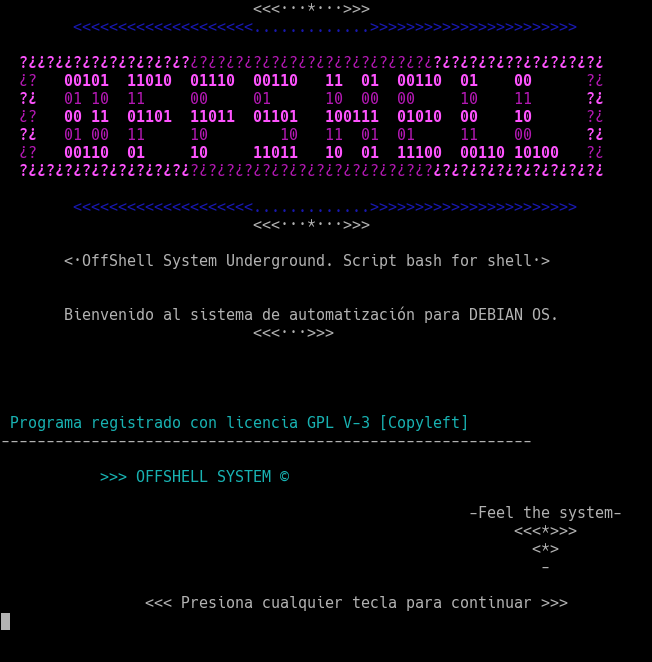 <<<···*···>>>
<<<<<<<<<<<<<<<<<<<<.............>>>>>>>>>>>>>>>>>>>>>>>
?¿¿?¿¿?¿?¿?¿?¿?¿?¿?¿?¿?¿?¿?¿?¿?¿?¿?¿?¿?¿?¿?¿?¿?¿?¿?¿??¿?¿?¿?¿?¿
¿?   00101  11010  01110  00110   11  01  00110  01    00      ?¿
?¿   01 10  11     00     01      10  00  00     10    11      ?¿
¿?   00 11  01101  11011  01101   100111  01010  00    10      ?¿
?¿   01 00  11     10        10   11  01  01     11    00      ?¿
¿?   00110  01     10     11011   10  01  11100  00110 10100   ?¿
?¿?¿?¿?¿?¿?¿?¿?¿?¿?¿?¿?¿?¿?¿?¿?¿?¿?¿?¿?¿?¿?¿?¿¿?¿?¿?¿?¿?¿?¿?¿?¿?¿
<<<<<<<<<<<<<<<<<<<<.............>>>>>>>>>>>>>>>>>>>>>>>
<<<···*···>>>
<·OffShell System Underground. Script bash for shell·>
Bienvenido al sistema de automatización para DEBIAN OS.
<<<···>>>
Programa registrado con licencia GPL V-3 [Copyleft]
-----------------------------------------------------------
>>> OFFSHELL SYSTEM ©
-Feel the system-
<<<*>>>
<*>
-
<<< Presiona cualquier tecla para continuar >>>